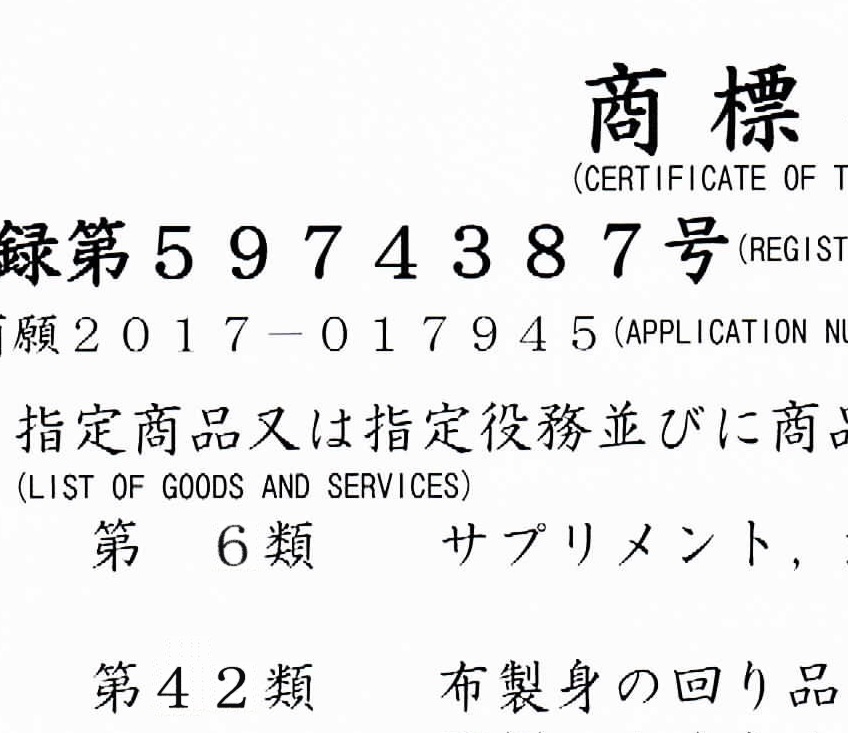 商標
(CERTIFICATE OF T
録第5974387号(REGIST
願2017－017945(APPLICATION NU
指定商品又は指定役務並びに商品
(LIST OF GOODS AND SERVICES)
第 6類 サプリメント，
第42類 布製身の回り品